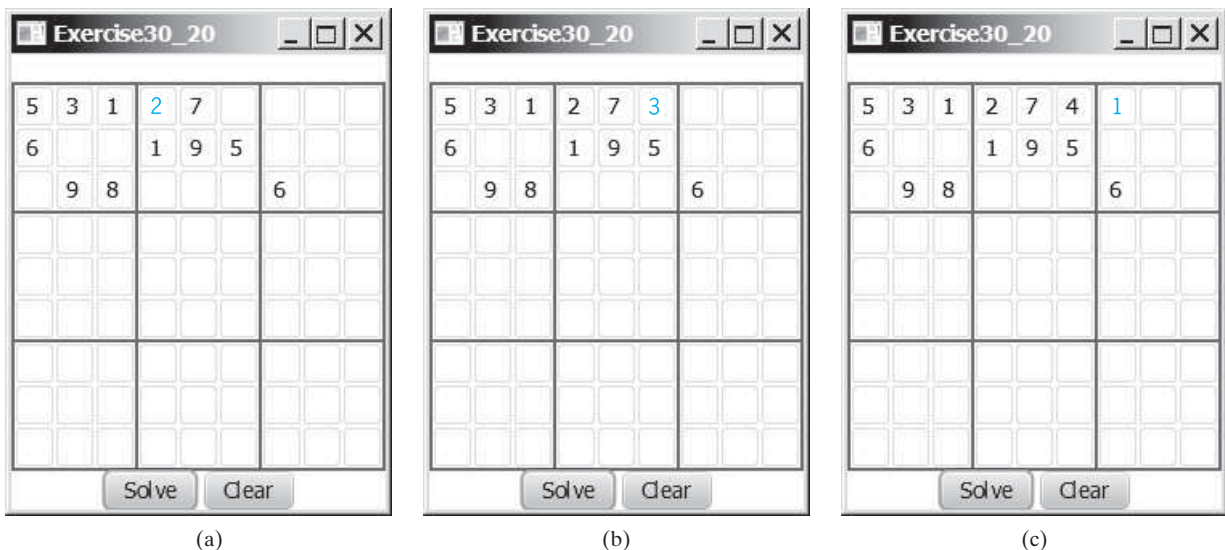 Exercise30_20
5 3 1 2 7
6 1 9 5
9 8 6
Solve Clear
(a)
Exercise30_20
5 3 1 2 7 3
6 1 9 5
9 8 6
Solve Clear
(b)
Exercise30_20
5 3 1 2 7 4 1
6 1 9 5
9 8 6
Solve Clear
(c)